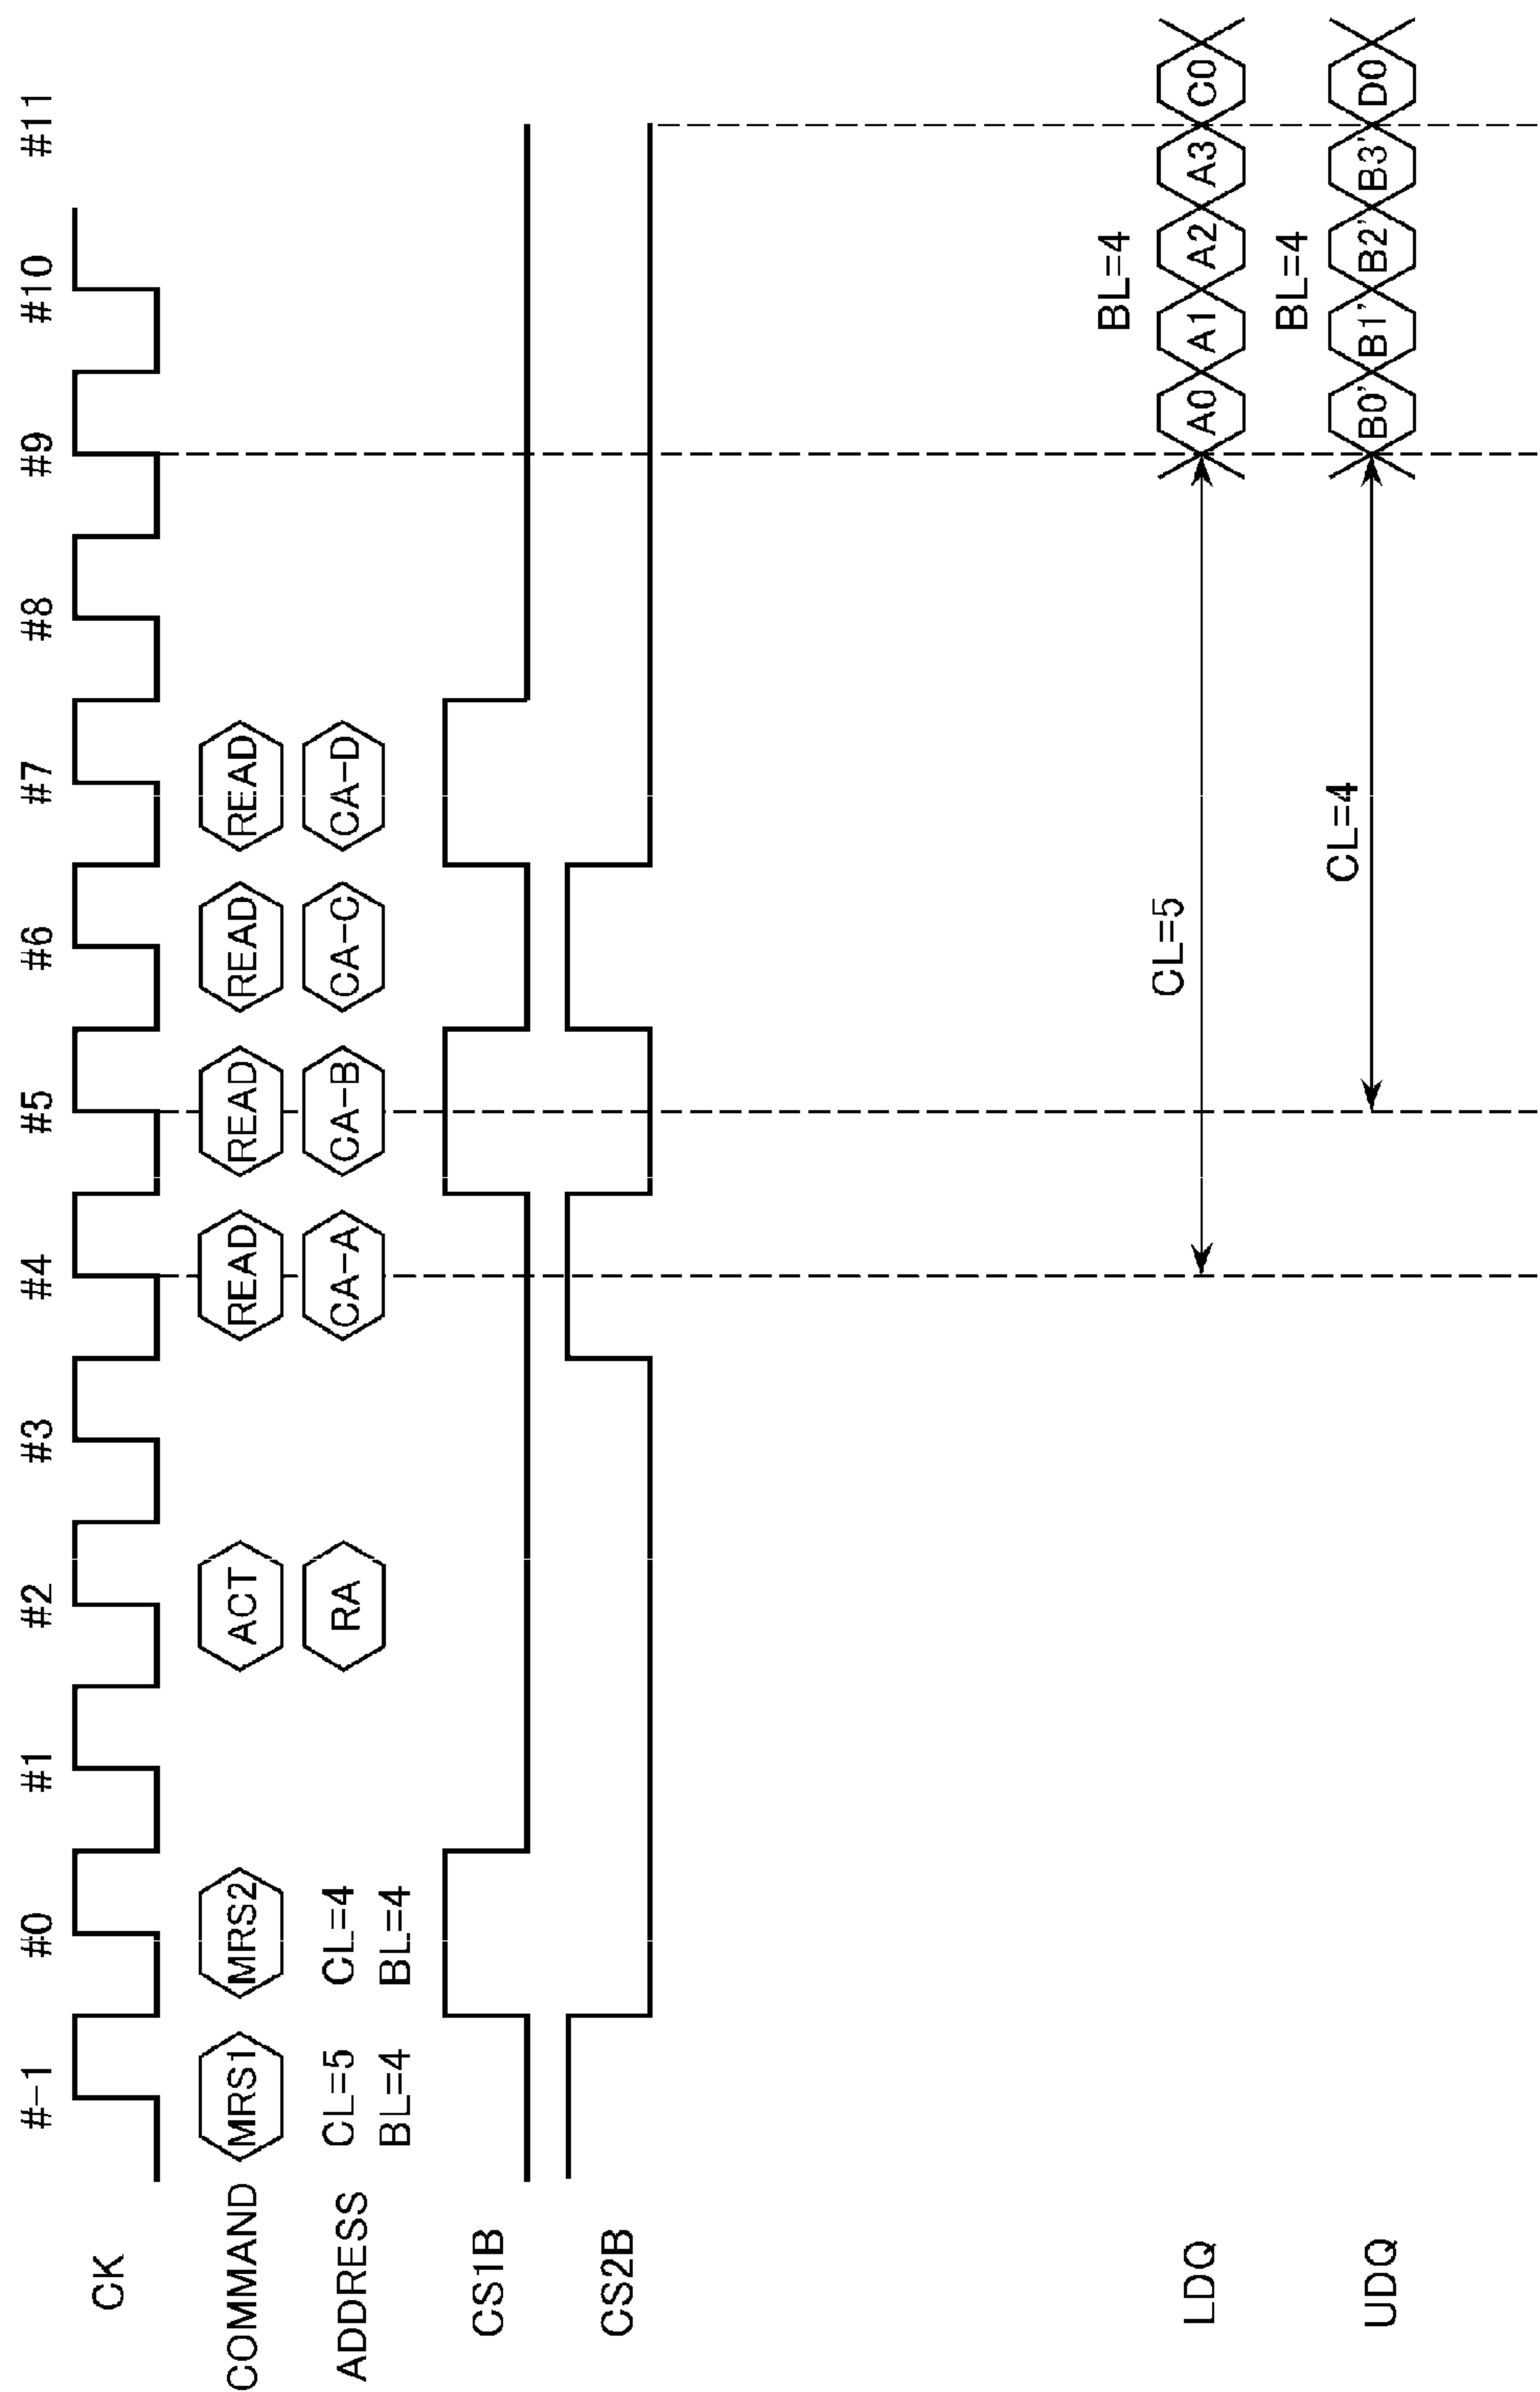 #-1 #0 #1 #2 #3 #4 #5 #6 #7 #8 #9 #10 #11
CK
COMMAND MRS1 MRS2 ACT READ READ READ READ
ADDRESS CL=5 CL=4 RA CA-A CA-B CA-C CA-D
BL=4 BL=4
CS1B
CS2B
BL=4
CL=5
LDQ A0 A1 A2 A3 C0
BL=4
CL=4
UDQ B0' B1' B2' B3' D0